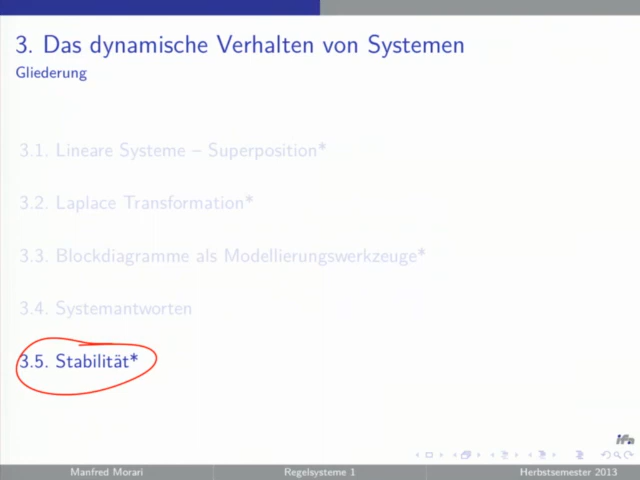 3. Das dynamische Verhalten von Systemen
Gliederung
3.1. Lineare Systeme – Superposition*
3.2. Laplace Transformation*
3.3. Blockdiagramme als Modellierungswerkzeuge*
3.4. Systemantworten
3.5. Stabilität*
ifa
Manfred Morari Regelsysteme 1 Herbstsemester 2013